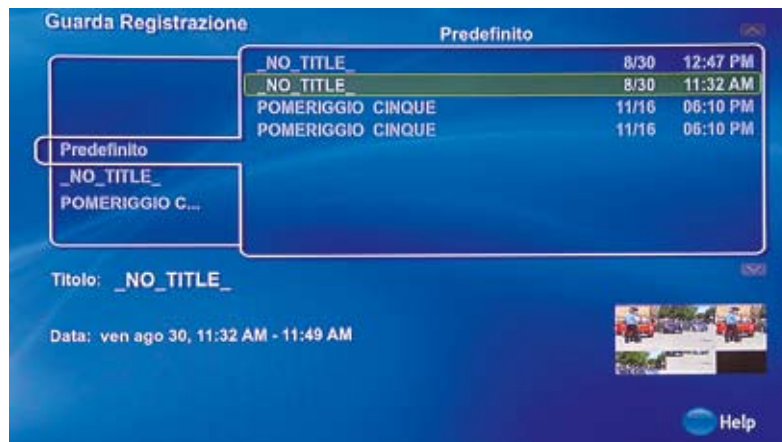 Guarda Registrazione
Predefinito
_NO_TITLE_ 8/30 12:47 PM
_NO_TITLE_ 8/30 11:32 AM
POMERIGGIO CINQUE 11/16 06:10 PM
POMERIGGIO CINQUE 11/16 06:10 PM
Predefinito
_NO_TITLE_
POMERIGGIO C...
Titolo: _NO_TITLE_
Data: ven ago 30, 11:32 AM - 11:49 AM
Help